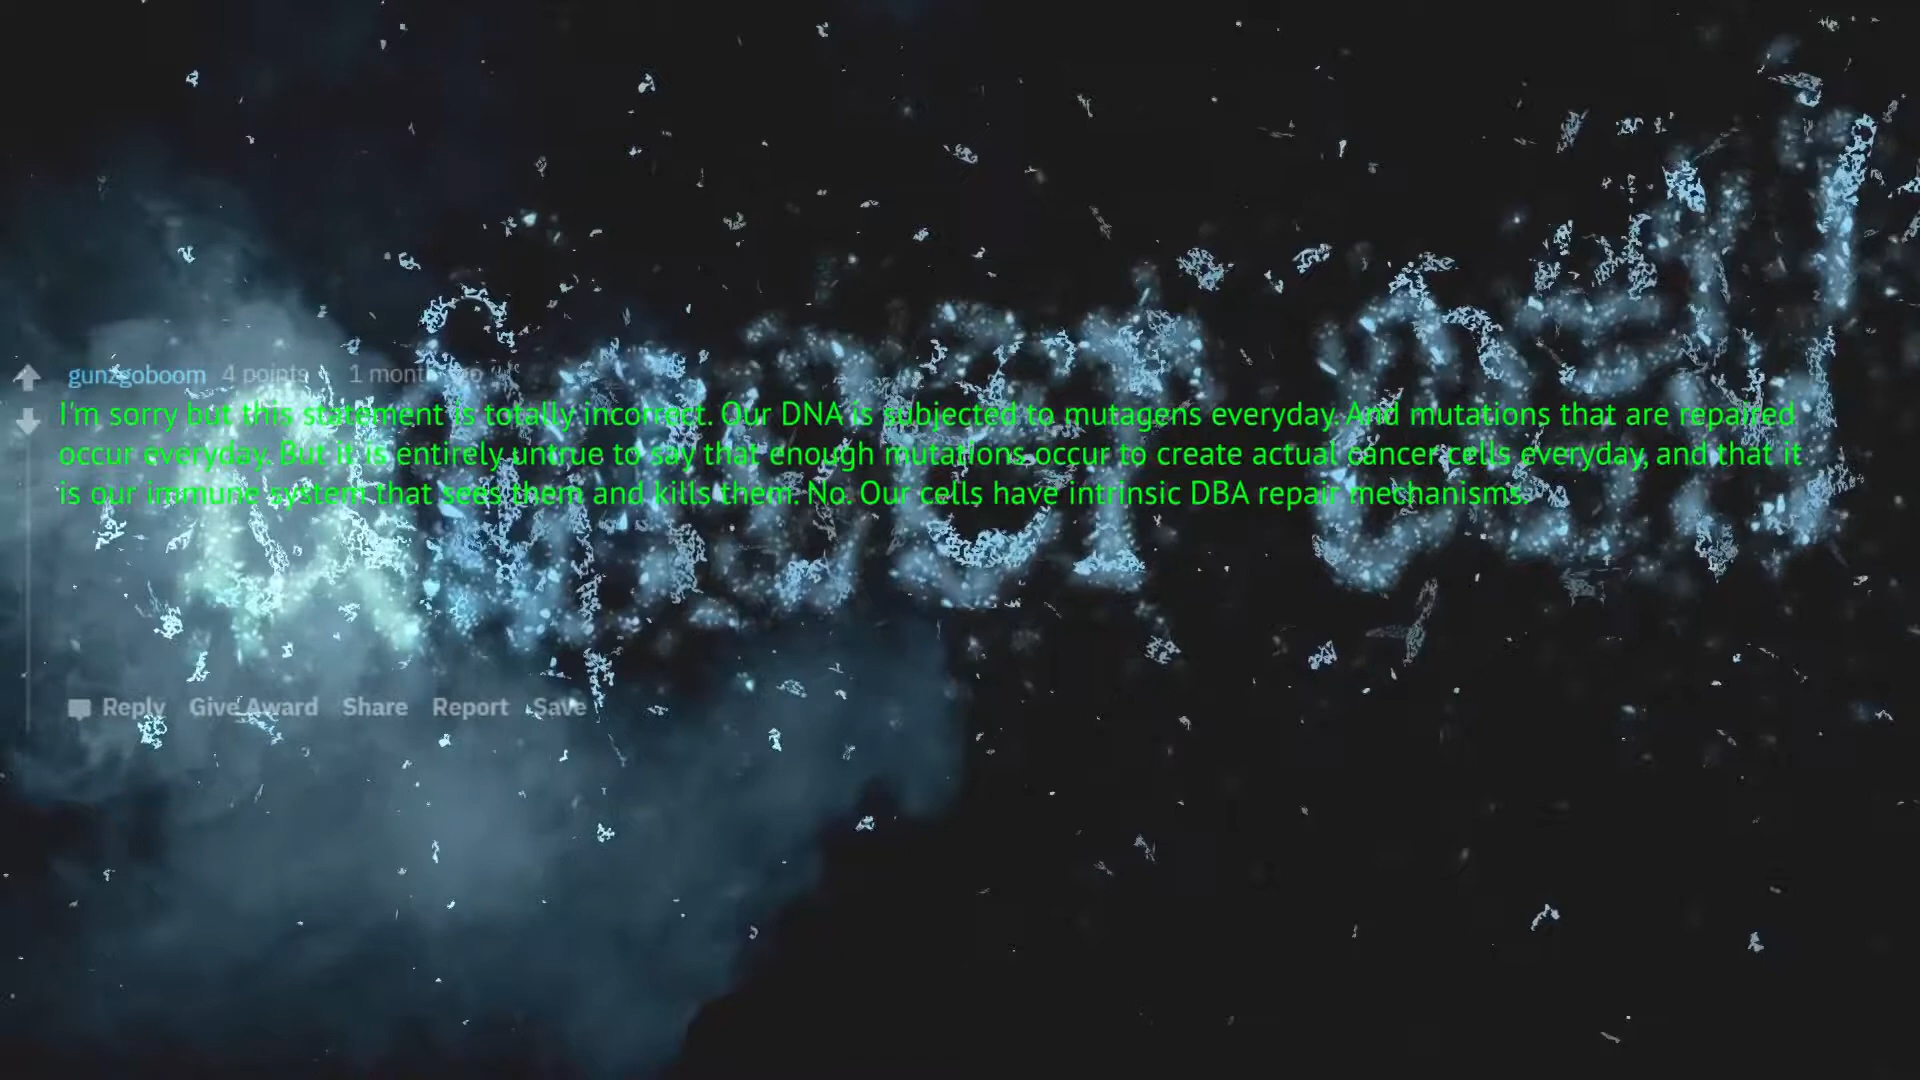 gunzgoboom 4 points 1 month ago
I'm sorry but this statement is totally incorrect. Our DNA is subjected to mutagens everyday. And mutations that are repaired
occur everyday. But it is entirely untrue to say that enough mutations occur to create actual cancer cells everyday, and that it
is our immune system that sees them and kills them. No. Our cells have intrinsic DBA repair mechanisms.
Reply Give Award Share Report Save